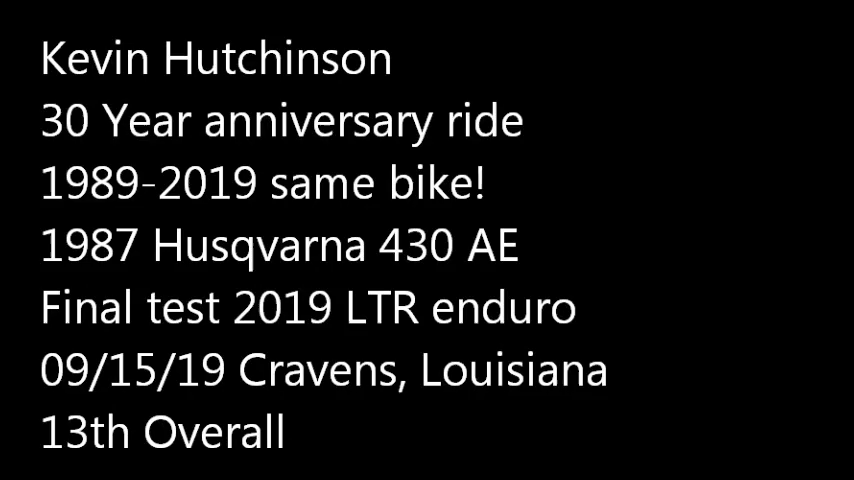 Kevin Hutchinson
30 Year anniversary ride
1989-2019 same bike!
1987 Husqvarna 430 AE
Final test 2019 LTR enduro
09/15/19 Cravens, Louisiana
13th Overall